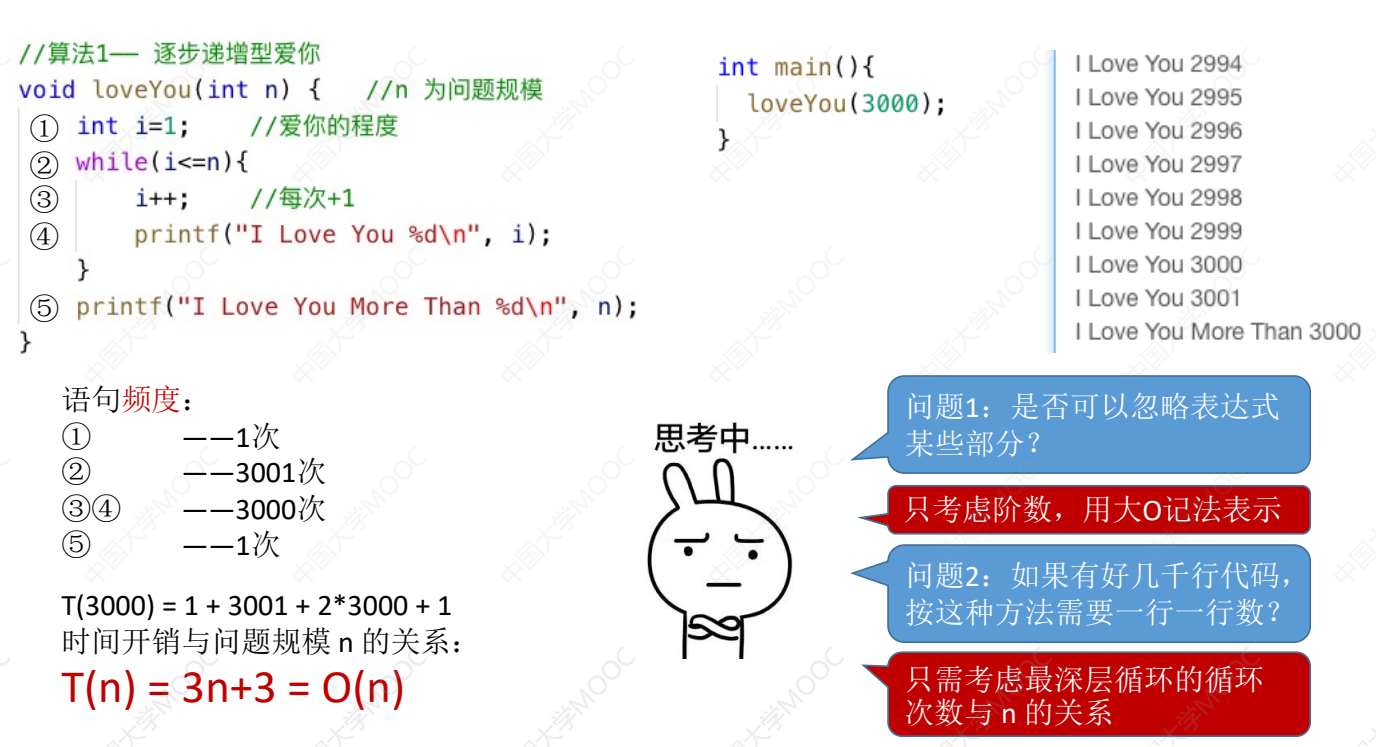 //算法1—— 逐步递增型爱你
void loveYou(int n) { //n 为问题规模
① int i=1; //爱你的程度
② while(i<=n){
③ i++; //每次+1
④ printf("I Love You %d\n", i);
}
⑤ printf("I Love You More Than %d\n", n);
}
int main(){
loveYou(3000);
}
I Love You 2994
I Love You 2995
I Love You 2996
I Love You 2997
I Love You 2998
I Love You 2999
I Love You 3000
I Love You 3001
I Love You More Than 3000
语句频度：
① ——1次
② ——3001次
③④ ——3000次
⑤ ——1次
T(3000) = 1 + 3001 + 2*3000 + 1
时间开销与问题规模 n 的关系：
T(n) = 3n+3 = O(n)
思考中……
问题1：是否可以忽略表达式
某些部分？
只考虑阶数，用大O记法表示
问题2：如果有好几千行代码，
按这种方法需要一行一行数？
只需考虑最深层循环的循环
次数与 n 的关系
中国大学MOOC